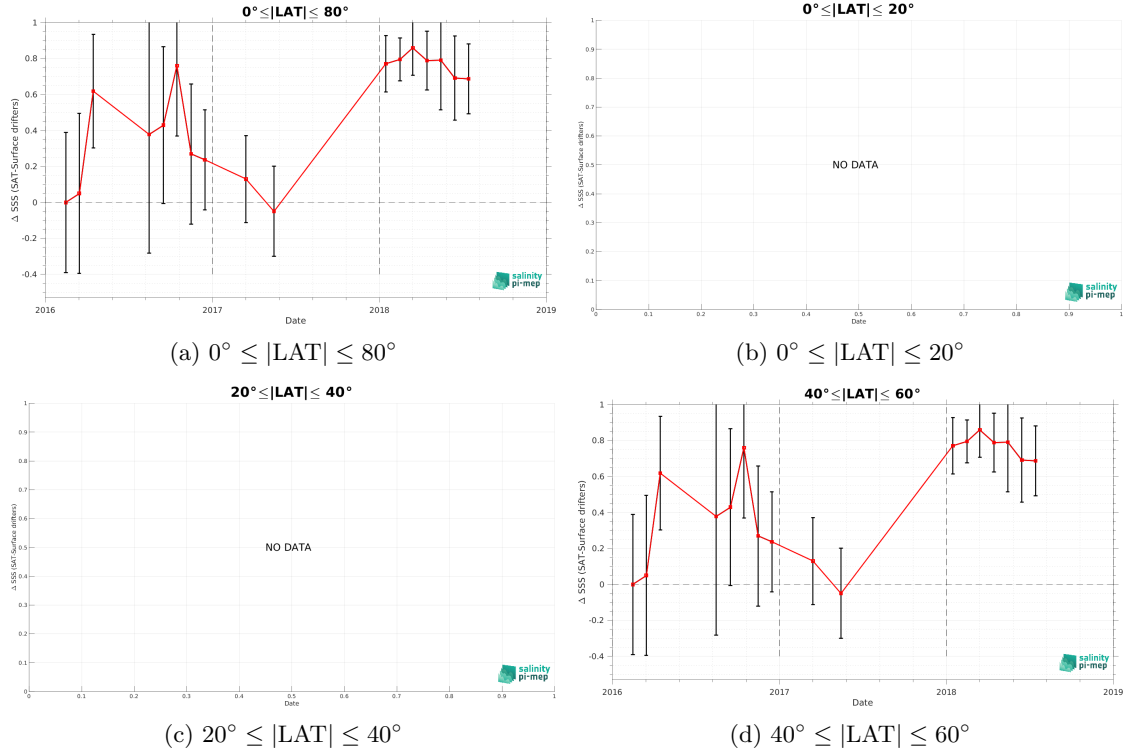 0°≤|LAT|≤ 80°
1
0.8
0.6
0.4
0.2
0
-0.2
-0.4
Δ SSS (SAT-Surface drifters)
2016
2017
2018
2019
Date
salinity
pi-mep
(a) 0° ≤ |LAT| ≤ 80°
0°≤|LAT|≤ 20°
1
0.9
0.8
0.7
0.6
0.5
0.4
0.3
0.2
0.1
0
Δ SSS (SAT-Surface drifters)
NO DATA
0 0.1 0.2 0.3 0.4 0.5 0.6 0.7 0.8 0.9 1
Date
salinity
pi-mep
(b) 0° ≤ |LAT| ≤ 20°
20°≤|LAT|≤ 40°
1
0.9
0.8
0.7
0.6
0.5
0.4
0.3
0.2
0.1
0
Δ SSS (SAT-Surface drifters)
NO DATA
0 0.1 0.2 0.3 0.4 0.5 0.6 0.7 0.8 0.9 1
Date
salinity
pi-mep
(c) 20° ≤ |LAT| ≤ 40°
40°≤|LAT|≤ 60°
1
0.8
0.6
0.4
0.2
0
-0.2
-0.4
Δ SSS (SAT-Surface drifters)
2016
2017
2018
2019
Date
salinity
pi-mep
(d) 40° ≤ |LAT| ≤ 60°